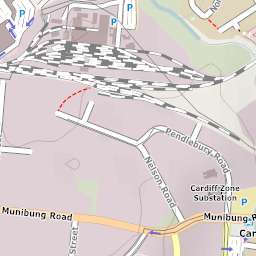 P
P
P
Pendlebury Road
Nelson Road
Cardiff Zone
Substation
Munibung Road
Munibung
Street
P
P